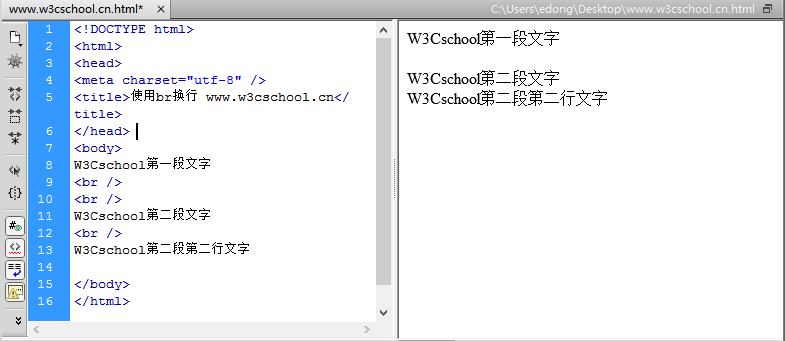 www.w3cschool.cn.html*
C:\Users\edong\Desktop\www.w3cschool.cn.html
1 <!DOCTYPE html>
2 <html>
3 <head>
4 <meta charset="utf-8" />
5 <title>使用br换行 www.w3cschool.cn</
title>
6 </head>
7 <body>
8 W3Cschool第一段文字
9 <br />
10 <br />
11 W3Cschool第二段文字
12 <br />
13 W3Cschool第二段第二行文字
14
15 </body>
16 </html>
W3Cschool第一段文字
W3Cschool第二段文字
W3Cschool第二段第二行文字